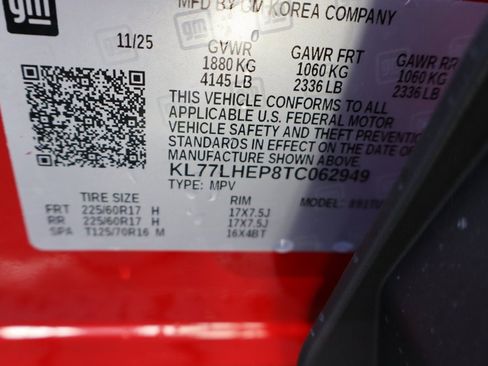 gm
MFD BY GM KOREA COMPANY
11/25
GVWR GAWR FRT GAWR RR
1880 KG 1060 KG 1060 KG
4145 LB 2336 LB 2336 LB
THIS VEHICLE CONFORMS TO ALL
APPLICABLE U.S. FEDERAL MOTOR
VEHICLE SAFETY AND THEFT PREVENTION
STANDARDS IN EFFECT ON THE DATE
MANUFACTURE SHOWN ABOVE.
KL77LHEP8TC062949
TYPE: MPV
TIRE SIZE RIM MODEL:
FRT 225/60R17 H 17X7.5J
RR 225/60R17 H 17X7.5J
SPA T125/70R16 M 16X4BT